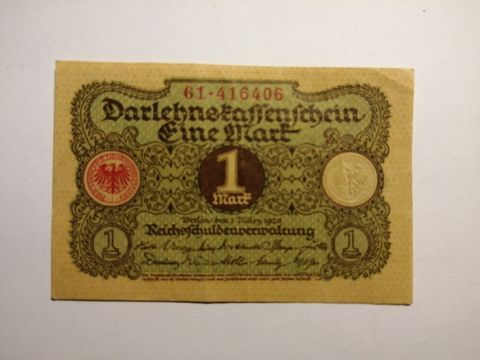 61·416406
Darlehnskassenschein
Eine Mark
1
Mark
Berlin, den 1. März 1920
Reichsschuldenverwaltung
1
1